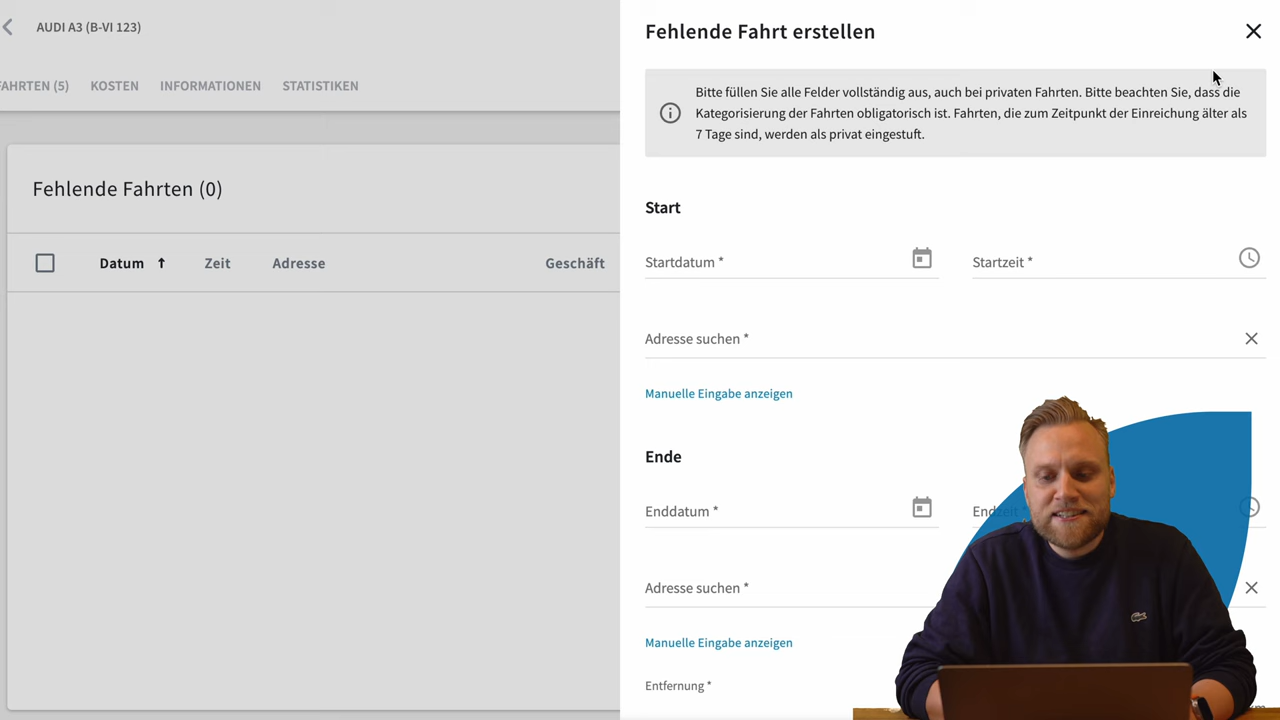 AUDI A3 (B-VI 123)
FAHRTEN (5) KOSTEN INFORMATIONEN STATISTIKEN
Fehlende Fahrten (0)
Datum ↑ Zeit Adresse Geschäft
Fehlende Fahrt erstellen
Bitte füllen Sie alle Felder vollständig aus, auch bei privaten Fahrten. Bitte beachten Sie, dass die
Kategorisierung der Fahrten obligatorisch ist. Fahrten, die zum Zeitpunkt der Einreichung älter als
7 Tage sind, werden als privat eingestuft.
Start
Startdatum * Startzeit *
Adresse suchen *
Manuelle Eingabe anzeigen
Ende
Enddatum * Endzeit *
Adresse suchen *
Manuelle Eingabe anzeigen
Entfernung *